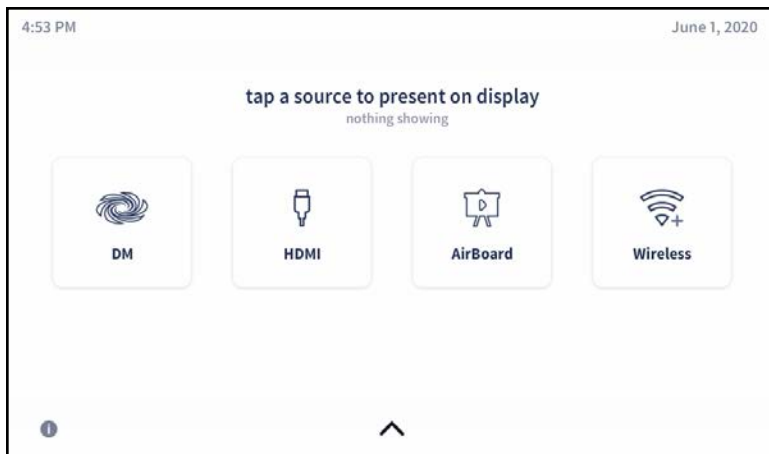 4:53 PM
June 1, 2020
tap a source to present on display
nothing showing
DM
HDMI
AirBoard
Wireless